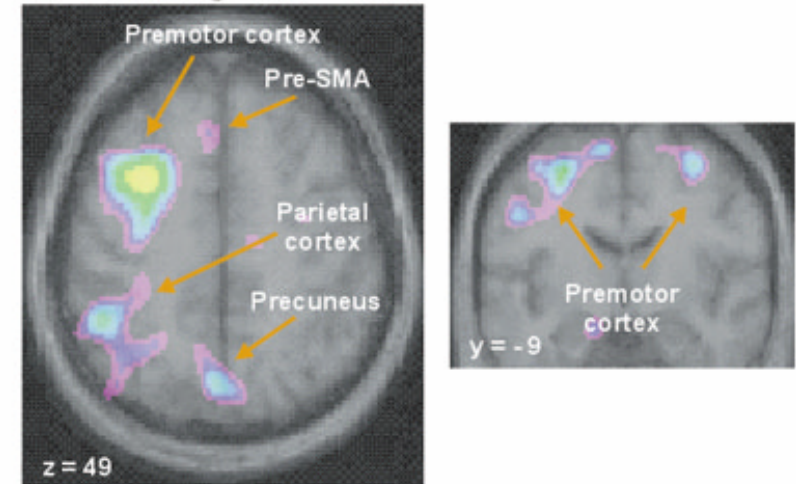 Premotor cortex
Pre-SMA
Parietal
cortex
Precuneus
z = 49
Premotor
cortex
y = - 9